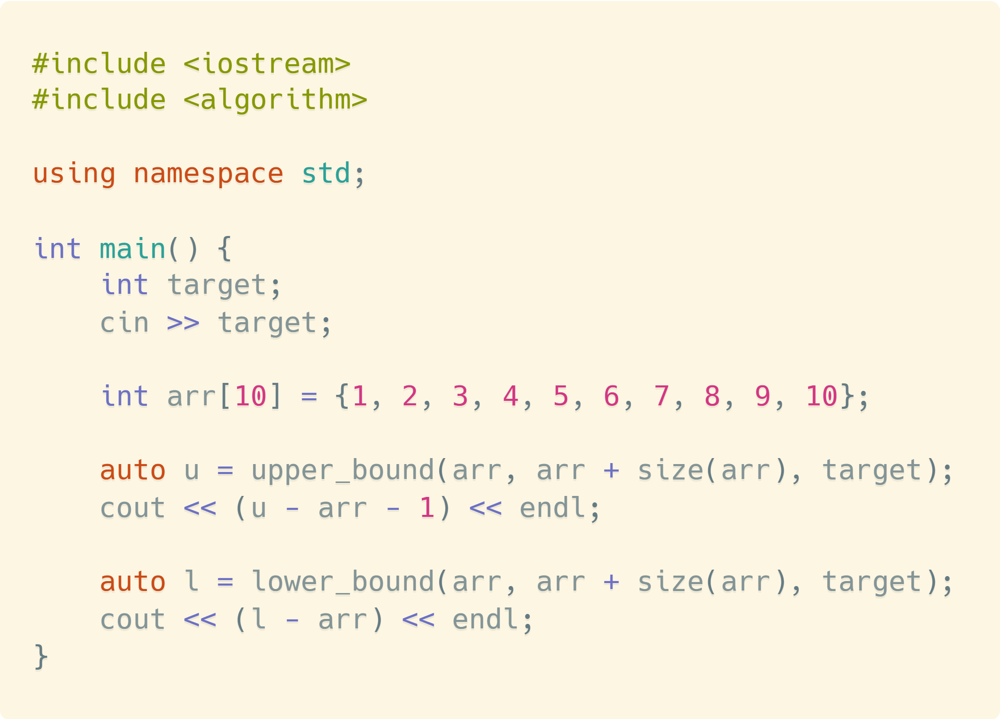 #include <iostream>
#include <algorithm>
using namespace std;
int main() {
    int target;
    cin >> target;
    int arr[10] = {1, 2, 3, 4, 5, 6, 7, 8, 9, 10};
    auto u = upper_bound(arr, arr + size(arr), target);
    cout << (u - arr - 1) << endl;
    auto l = lower_bound(arr, arr + size(arr), target);
    cout << (l - arr) << endl;
}